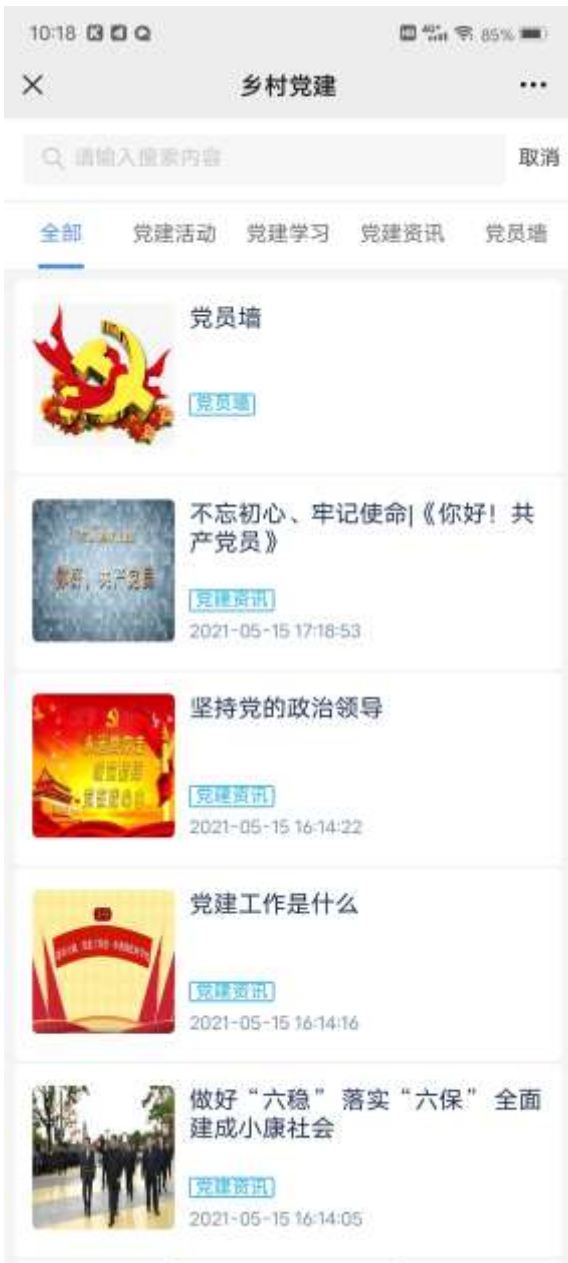 10:18
85%
乡村党建
请输入搜索内容
取消
全部 党建活动 党建学习 党建资讯 党员墙
党员墙
党员墙
不忘初心、牢记使命|《你好！共
产党员》
你好，共产党员
党建资讯
2021-05-15 17:18:53
坚持党的政治领导
党建资讯
2021-05-15 16:14:22
党建工作是什么
党建资讯
2021-05-15 16:14:16
做好“六稳” 落实“六保” 全面
建成小康社会
党建资讯
2021-05-15 16:14:05